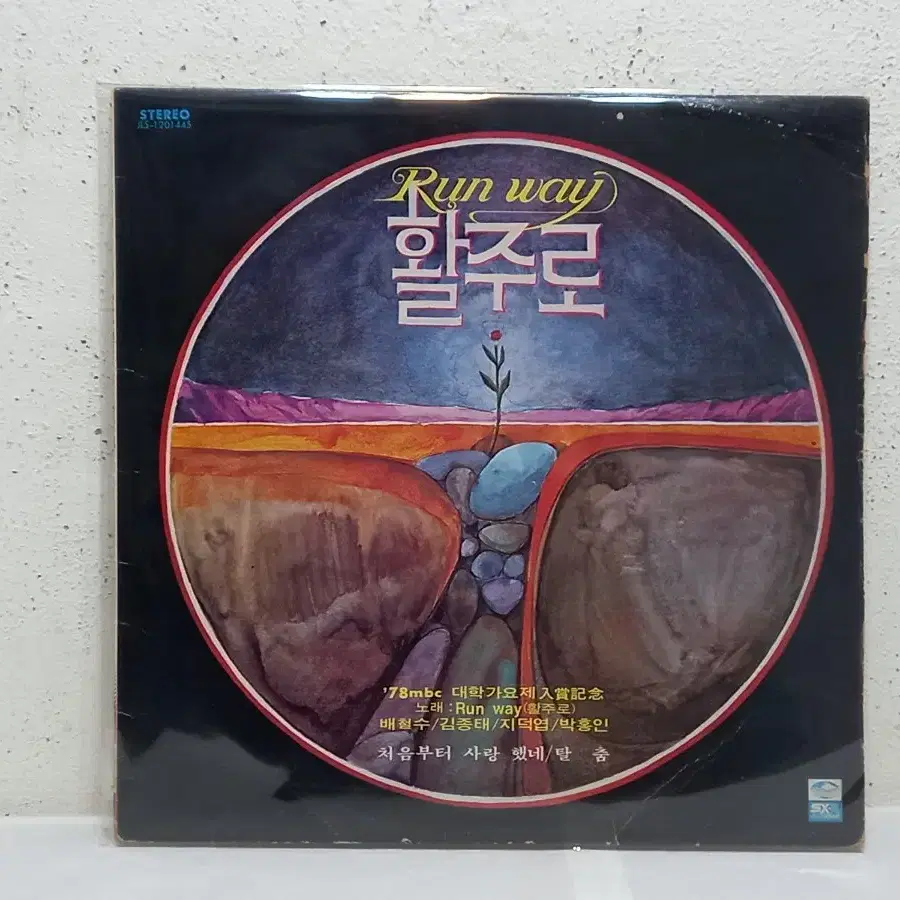 STEREO
JLS-1201445
Run way
활주로
'78mbc 대학가요제入賞記念
노래 : Run way(활주로)
배철수/김종태/지덕엽/박홍인
처음부터 사랑 했네/탈 춤
SX